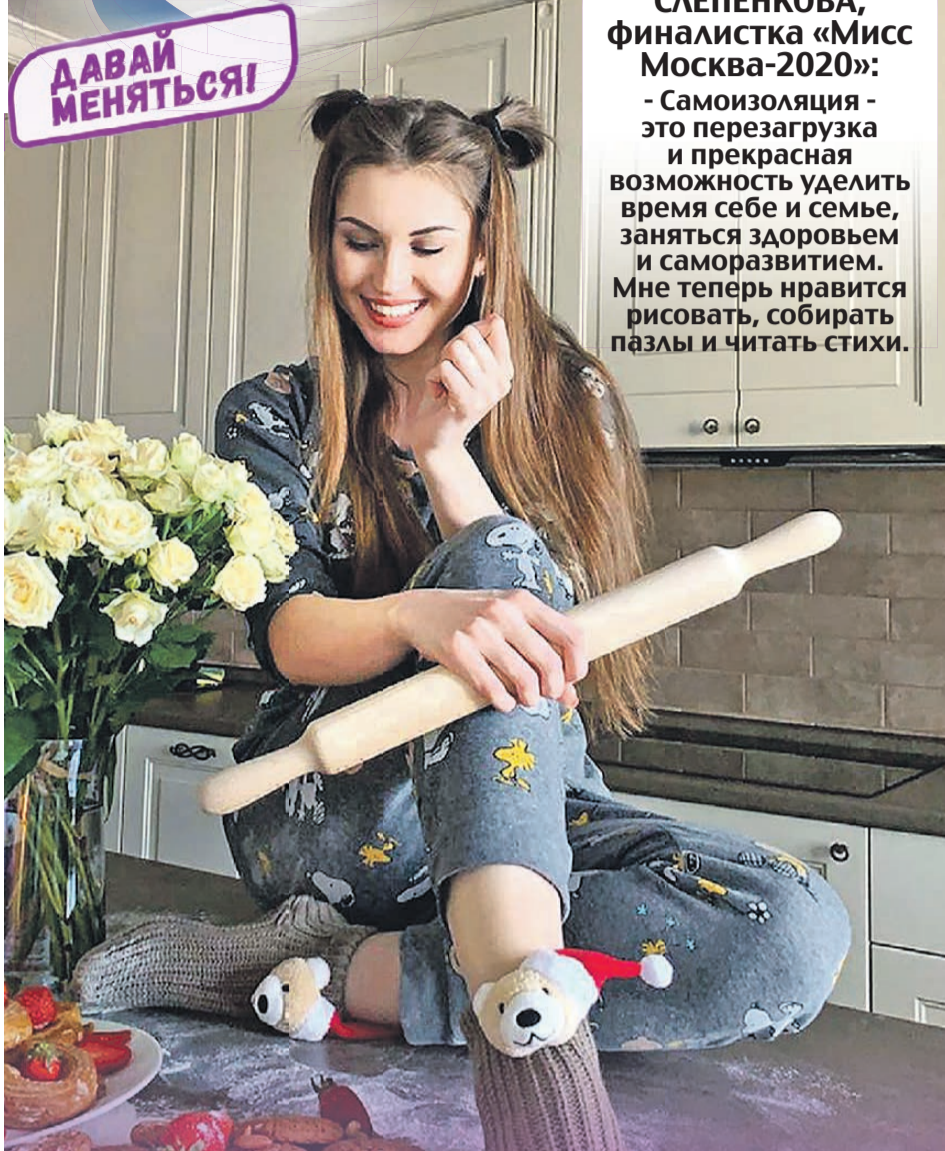 ДАВАЙ
МЕНЯТЬСЯ!
СЛЕПЕНКОВА,
финалистка «Мисс
Москва-2020»:
- Самоизоляция -
это перезагрузка
и прекрасная
возможность уделить
время себе и семье,
заняться здоровьем
и саморазвитием.
Мне теперь нравится
рисовать, собирать
пазлы и читать стихи.